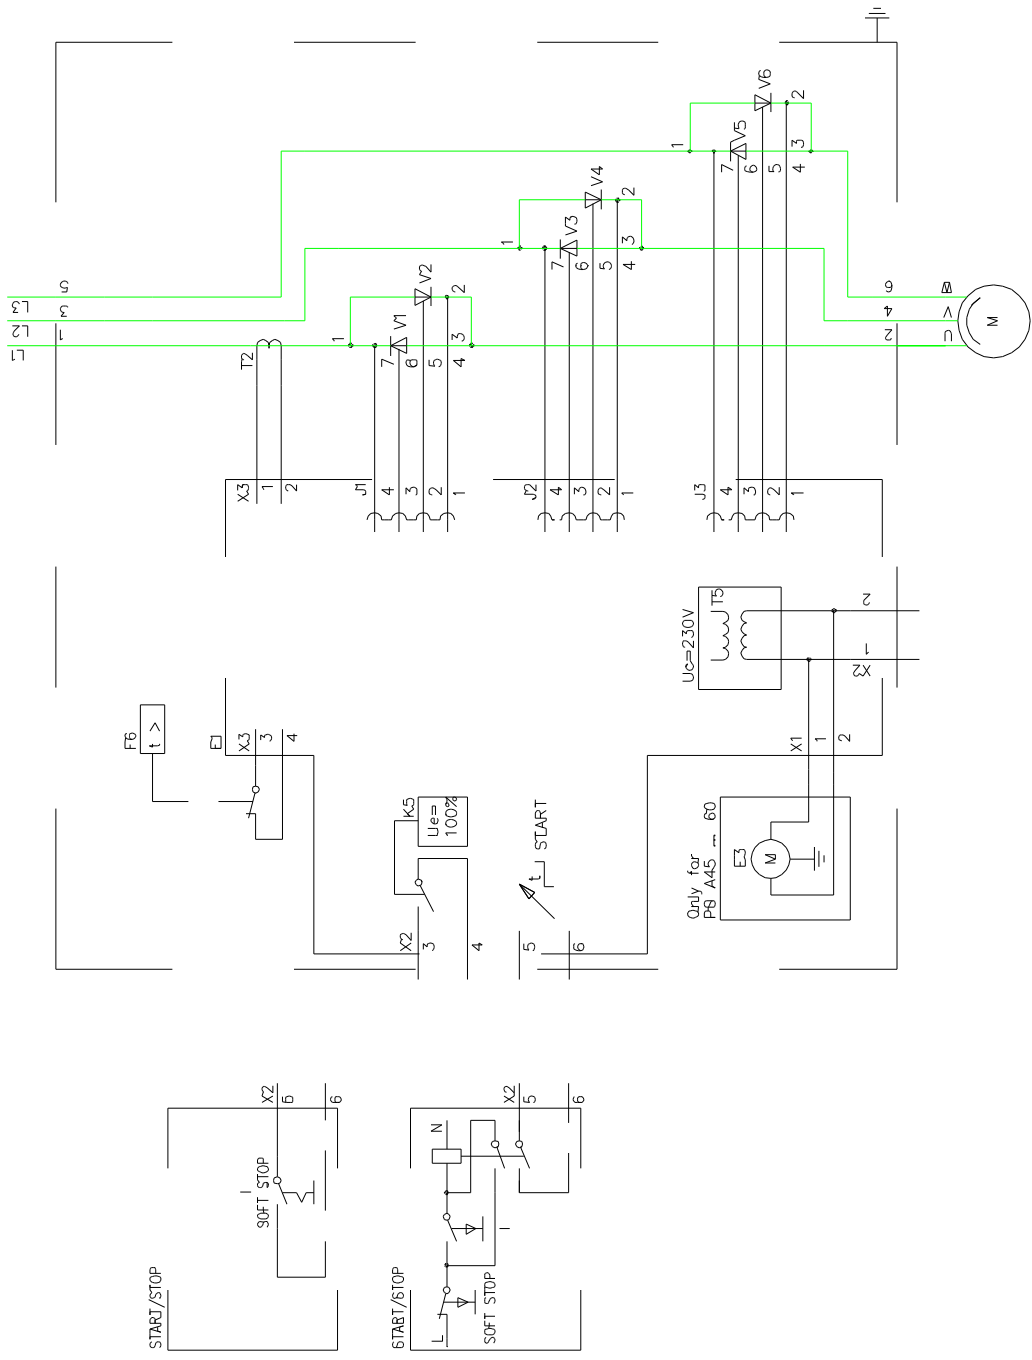 V6
2
1
V5
3
7
6
5
4
V4
2
1
V3
3
7
6
5
4
5
L3
3
L2
1
L1
V2
2
1
V1
3
7
6
5
4
T2
6
W
4
V
2
U
M
X3
1
2
J1
4
3
2
1
J2
4
3
2
1
J3
4
3
2
1
T5
Uc=230V
2
1
X2
F6
t >
E1
X3
3
4
X1
1
2
K5
Ue=
100%
START
t
E3
M
Only for
PS A45 ... 60
X2
3
4
5
6
X2
5
6
SOFT STOP
I
START/STOP
X2
5
6
N
I
L
SOFT STOP
START/STOP